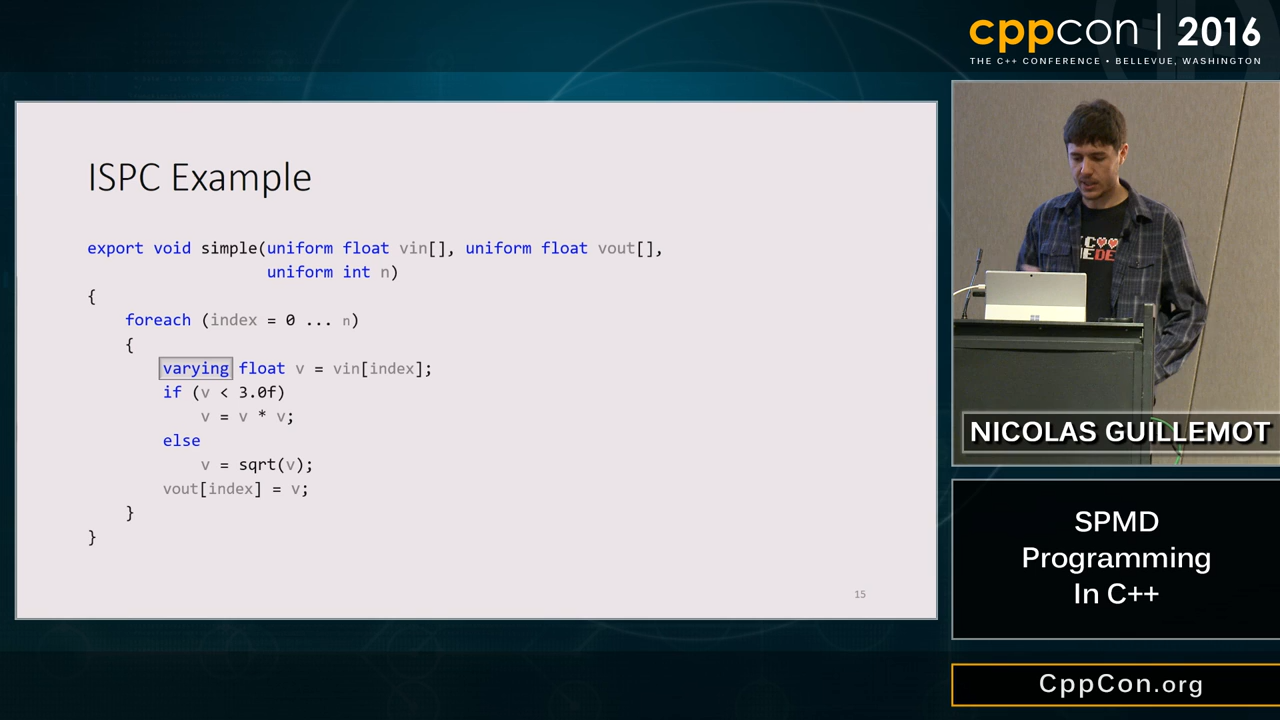 cppcon | 2016
THE C++ CONFERENCE • BELLEVUE, WASHINGTON
ISPC Example
export void simple(uniform float vin[], uniform float vout[],
uniform int n)
{
foreach (index = 0 ... n)
{
varying float v = vin[index];
if (v < 3.0f)
v = v * v;
else
v = sqrt(v);
vout[index] = v;
}
}
15
NICOLAS GUILLEMOT
SPMD
Programming
In C++
CppCon.org